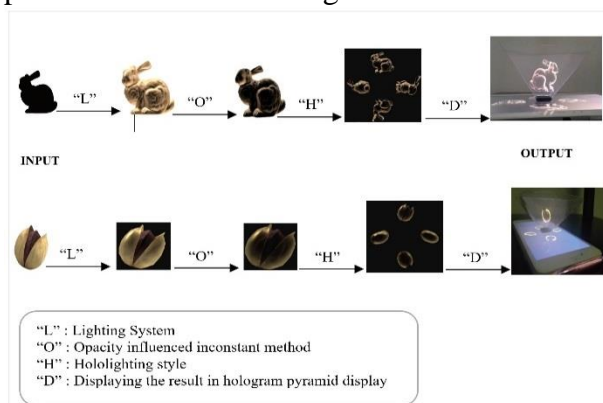 “L”
“O”
“H”
“D”
INPUT
OUTPUT
“L”
“O”
“H”
“D”
“L” : Lighting System
“O” : Opacity influenced inconstant method
“H” : Hololighting style
“D” : Displaying the result in hologram pyramid display